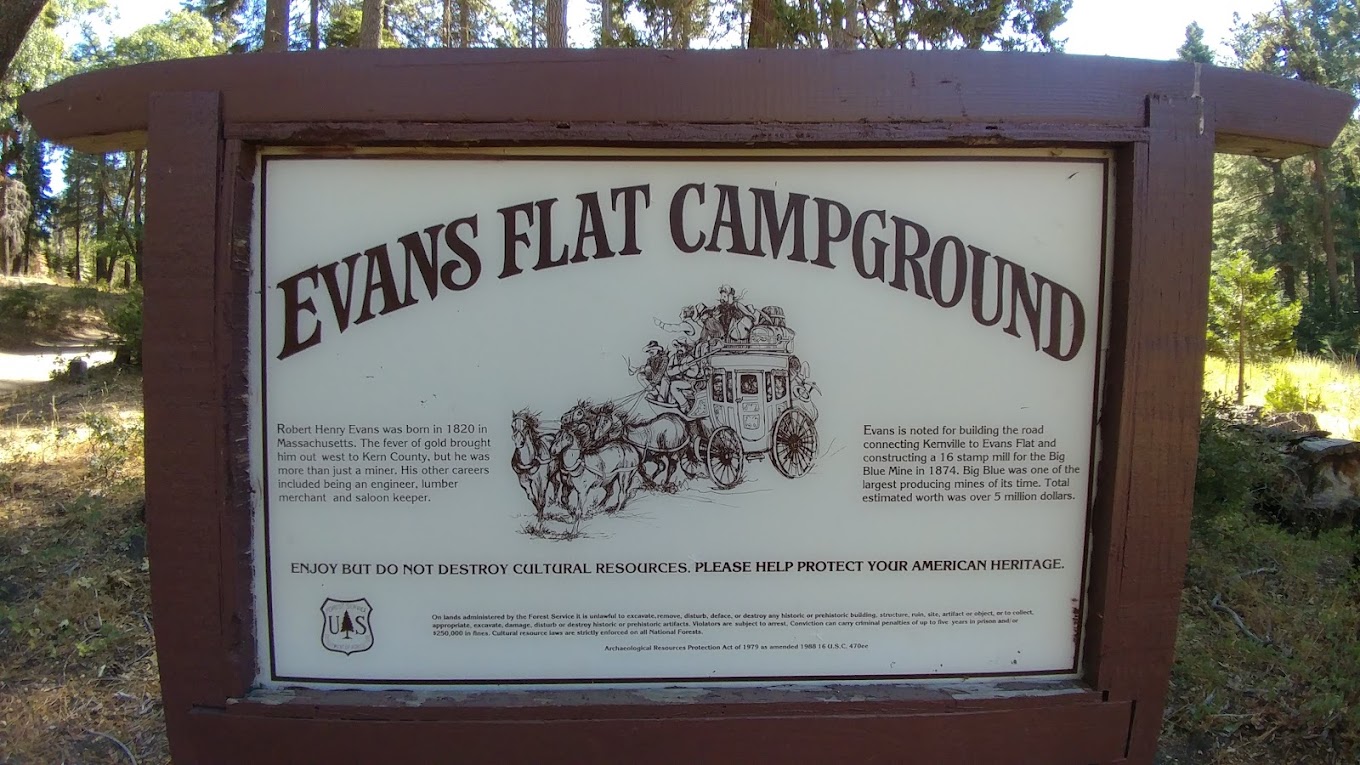 EVANS FLAT CAMPGROUND
Robert Henry Evans was born in 1820 in
Massachusetts. The fever of gold brought
him out west to Kern County, but he was
more than just a miner. His other careers
included being an engineer, lumber
merchant and saloon keeper.
Evans is noted for building the road
connecting Kernville to Evans Flat and
constructing a 16 stamp mill for the Big
Blue Mine in 1874. Big Blue was one of the
largest producing mines of its time. Total
estimated worth was over 5 million dollars.
ENJOY BUT DO NOT DESTROY CULTURAL RESOURCES. PLEASE HELP PROTECT YOUR AMERICAN HERITAGE.
U S
On lands administered by the Forest Service it is unlawful to excavate, remove, disturb, deface, or destroy any historic or prehistoric building, structure, ruin, site, artifact or object, or to collect,
appropriate, excavate, damage, disturb or destroy historic or prehistoric artifacts. Violators are subject to arrest. Conviction can carry criminal penalties of up to five years in prison and/or
$250,000 in fines. Cultural resource laws are strictly enforced on all National Forests.
Archaeological Resources Protection Act of 1979 as amended 1988 16 U.S.C. 470ee